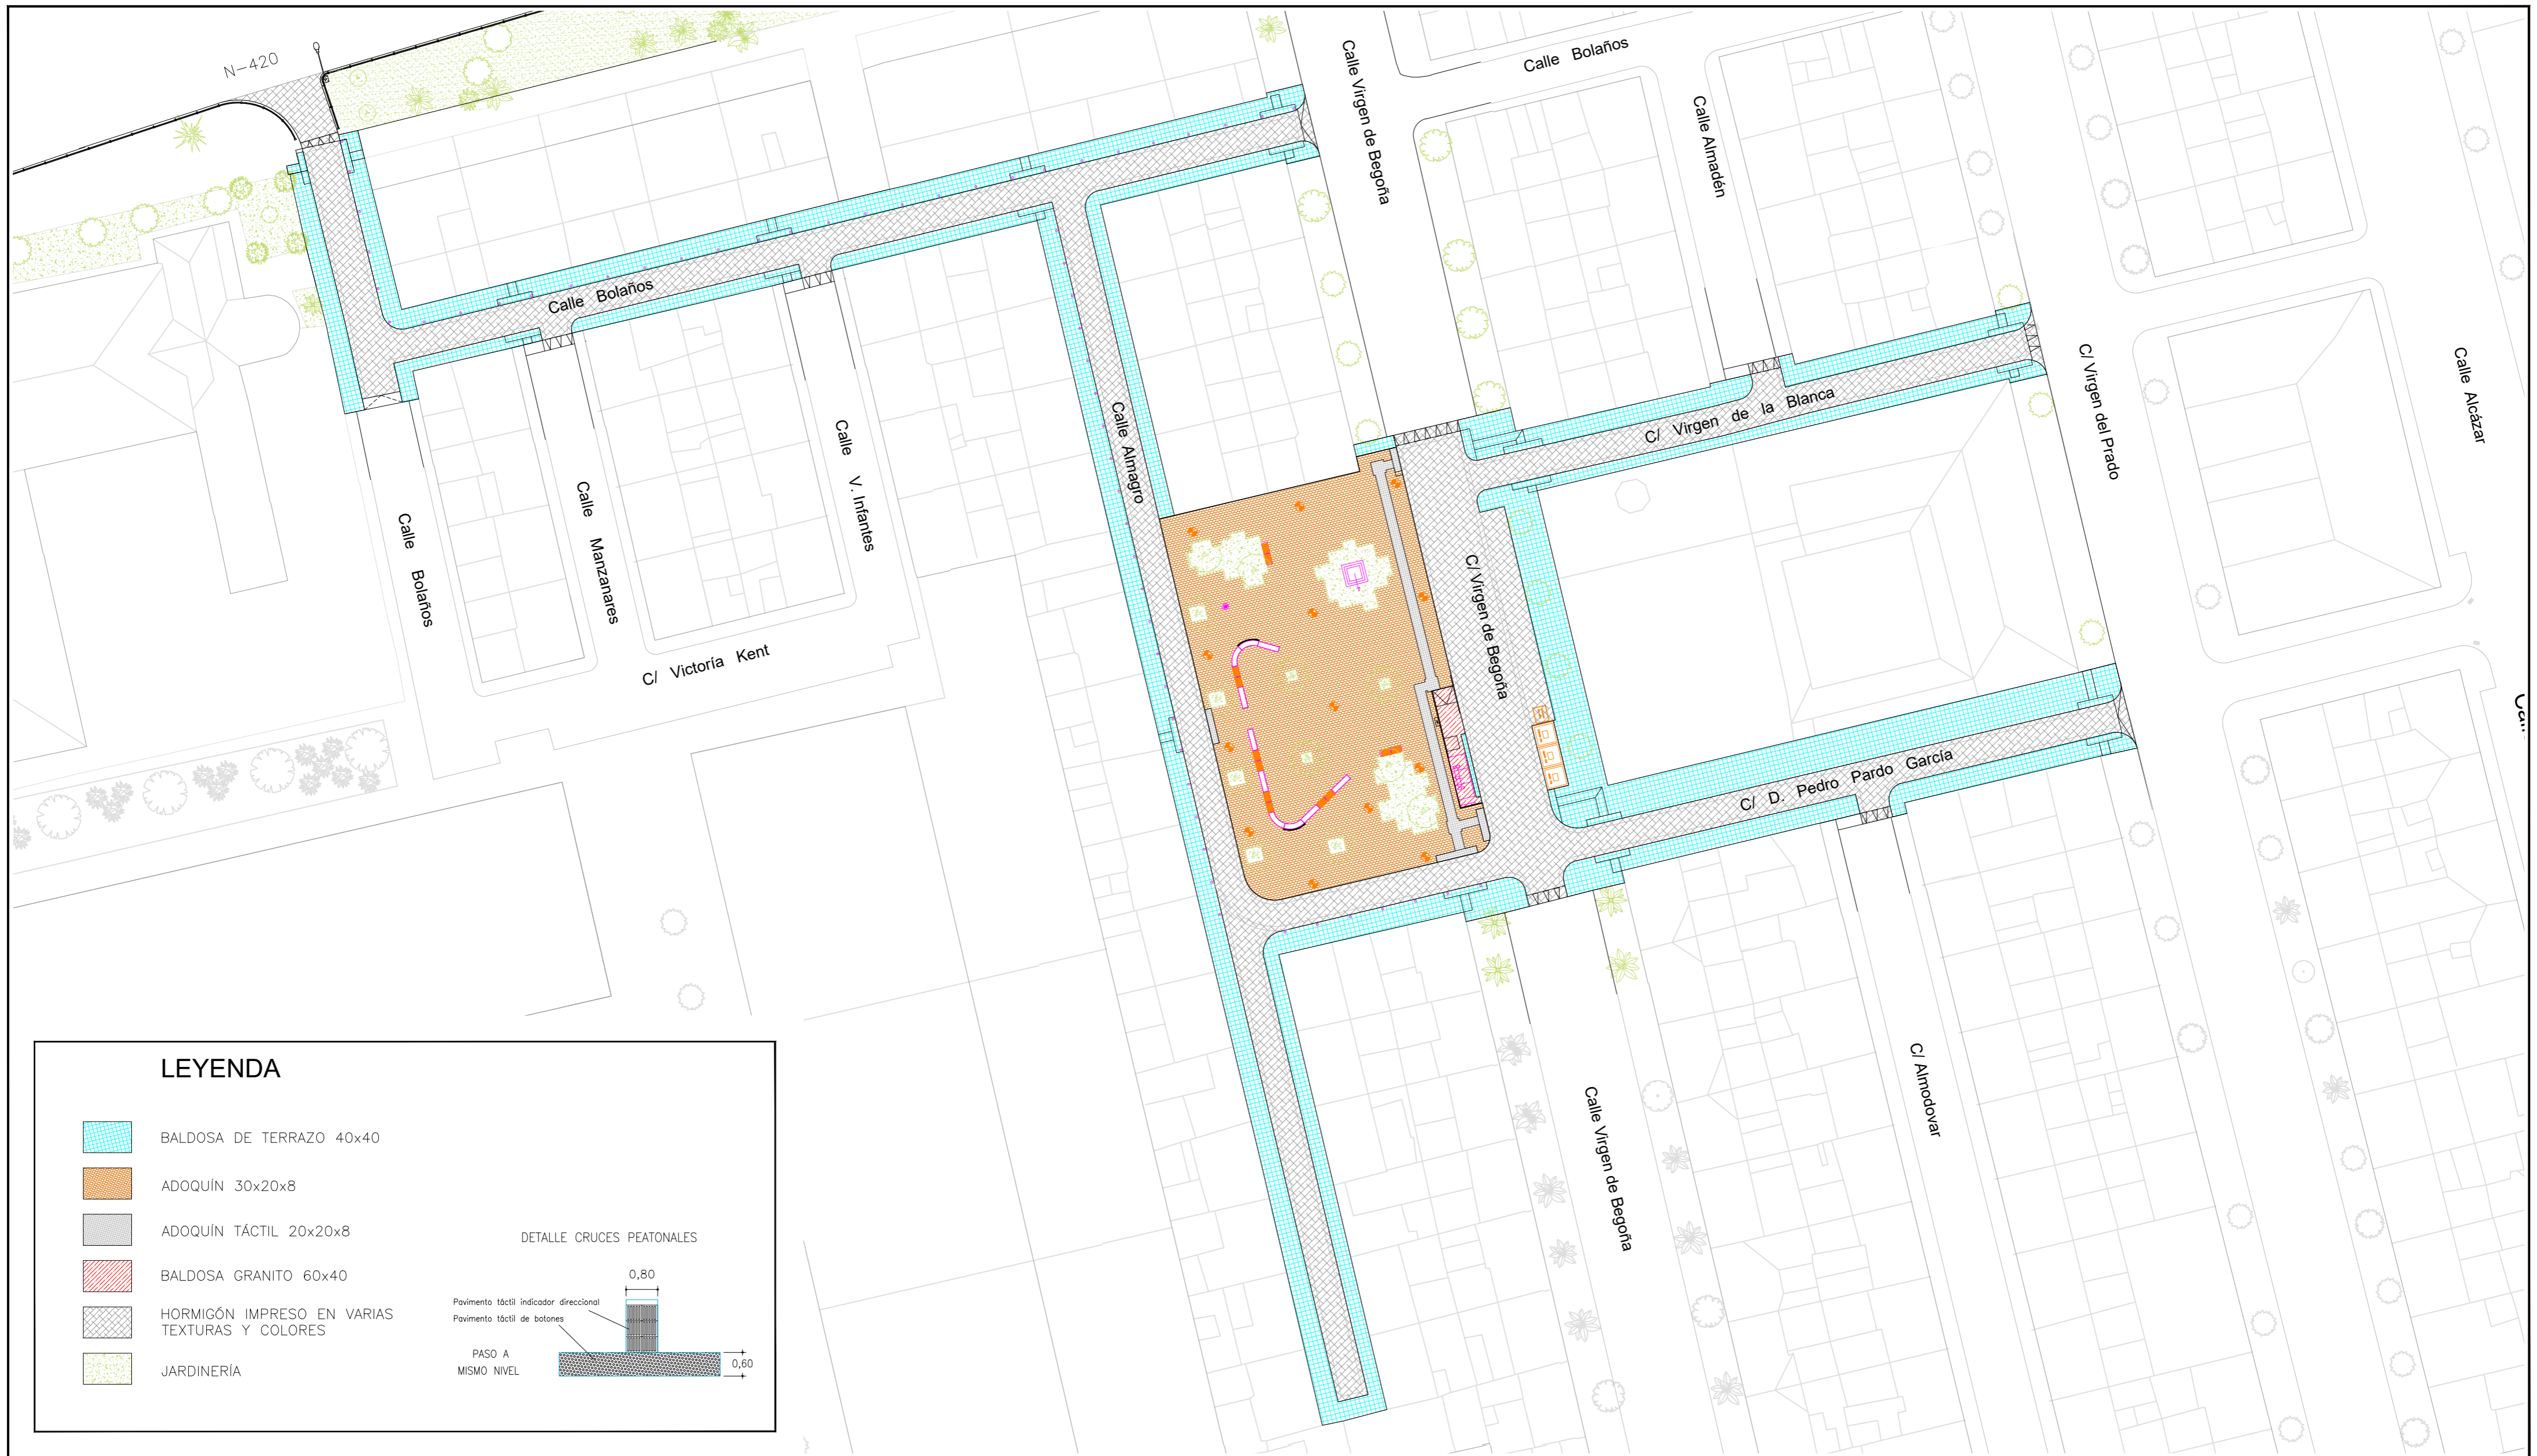 N-420
Calle Virgen de Begoña
Calle Bolaños
Calle Almadén
Calle Bolaños
Calle Almagro
C/ Virgen de la Blanca
C/ Virgen del Prado
Calle Alcázar
Calle Bolaños
Calle Manzanares
Calle V. Infantes
C/ Victoría Kent
C/ Virgen de Begoña
C/ D. Pedro Pardo García
Calle Virgen de Begoña
C/ Almodovar
LEYENDA
BALDOSA DE TERRAZO 40x40
ADOQUÍN 30x20x8
ADOQUÍN TÁCTIL 20x20x8
BALDOSA GRANITO 60x40
HORMIGÓN IMPRESO EN VARIAS
TEXTURAS Y COLORES
JARDINERÍA
DETALLE CRUCES PEATONALES
0,80
Pavimento táctil indicador direccional
Pavimento táctil de botones
PASO A
MISMO NIVEL
0,60